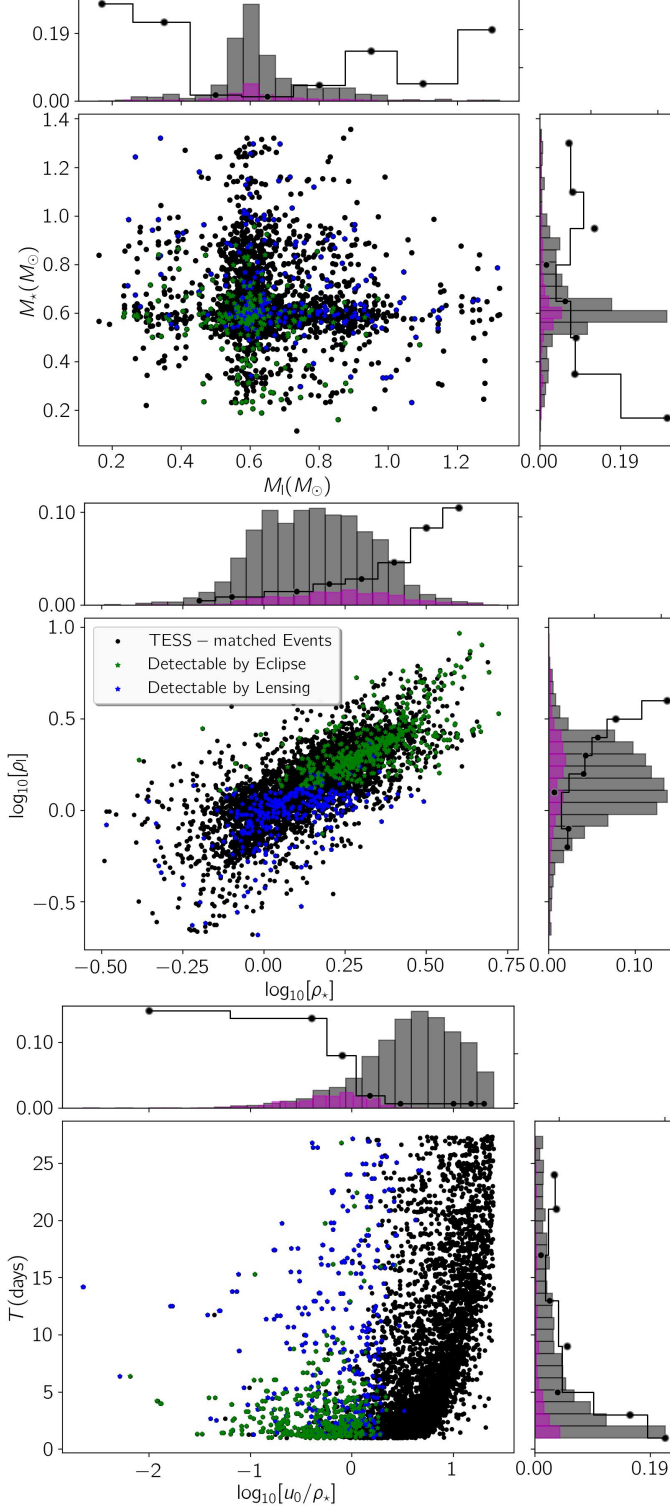 0.19
0.00
1.4
1.2
1.0
0.8
0.6
0.4
0.2
M⋆(M⊙)
0.2 0.4 0.6 0.8 1.0 1.2
Ml(M⊙)
0.00 0.19
0.10
0.00
1.0
0.5
0.0
−0.5
log10[ρl]
TESS − matched Events
Detectable by Eclipse
Detectable by Lensing
−0.50 −0.25 0.00 0.25 0.50 0.75
log10[ρ⋆]
0.00 0.10
0.10
0.00
25
20
15
10
5
0
T(days)
−2 −1 0 1
log10[u0/ρ⋆]
0.00 0.19